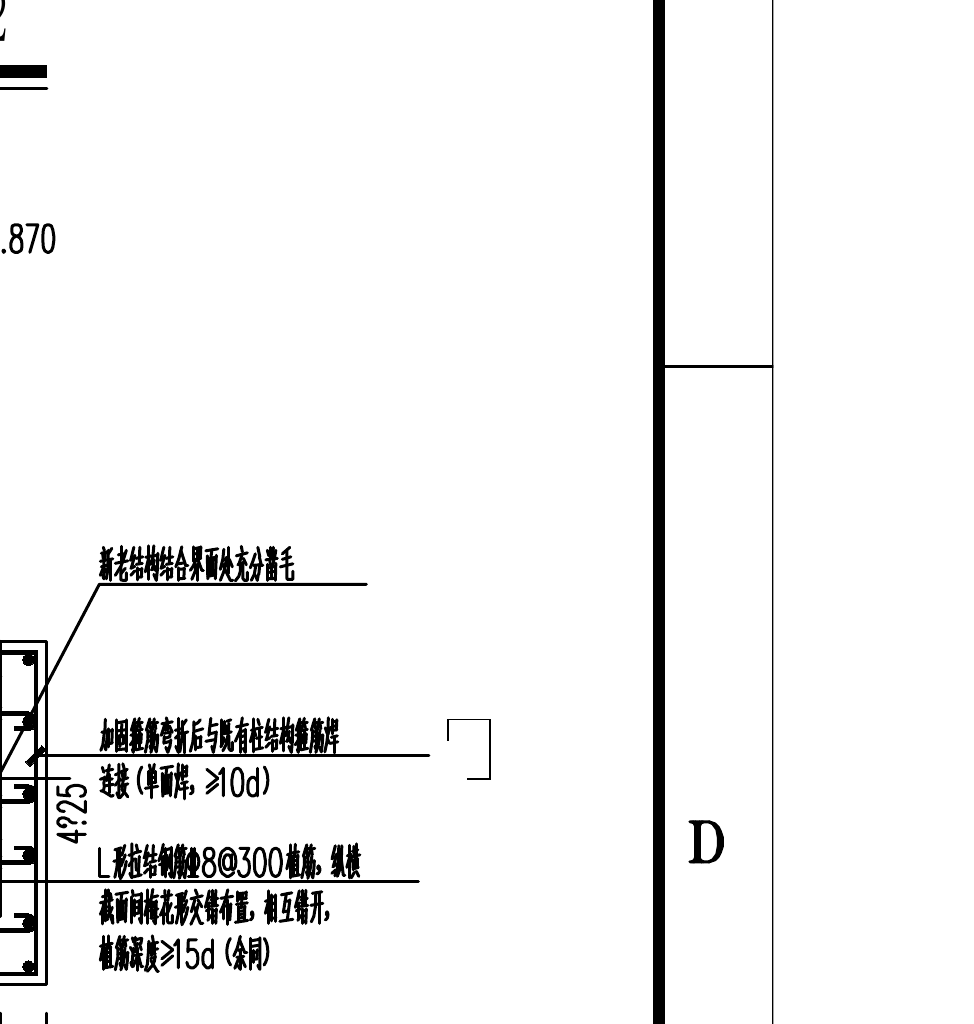 2
.870
新老结构结合界面处充分凿毛
加固箍筋弯折后与既有柱结构箍筋焊
连接(单面焊, ≥10d)
4?25
D
L形拉结钢筋Φ8@300植筋, 纵横
截面间梅花形交错布置, 相互错开,
植筋深度≥15d (余同)